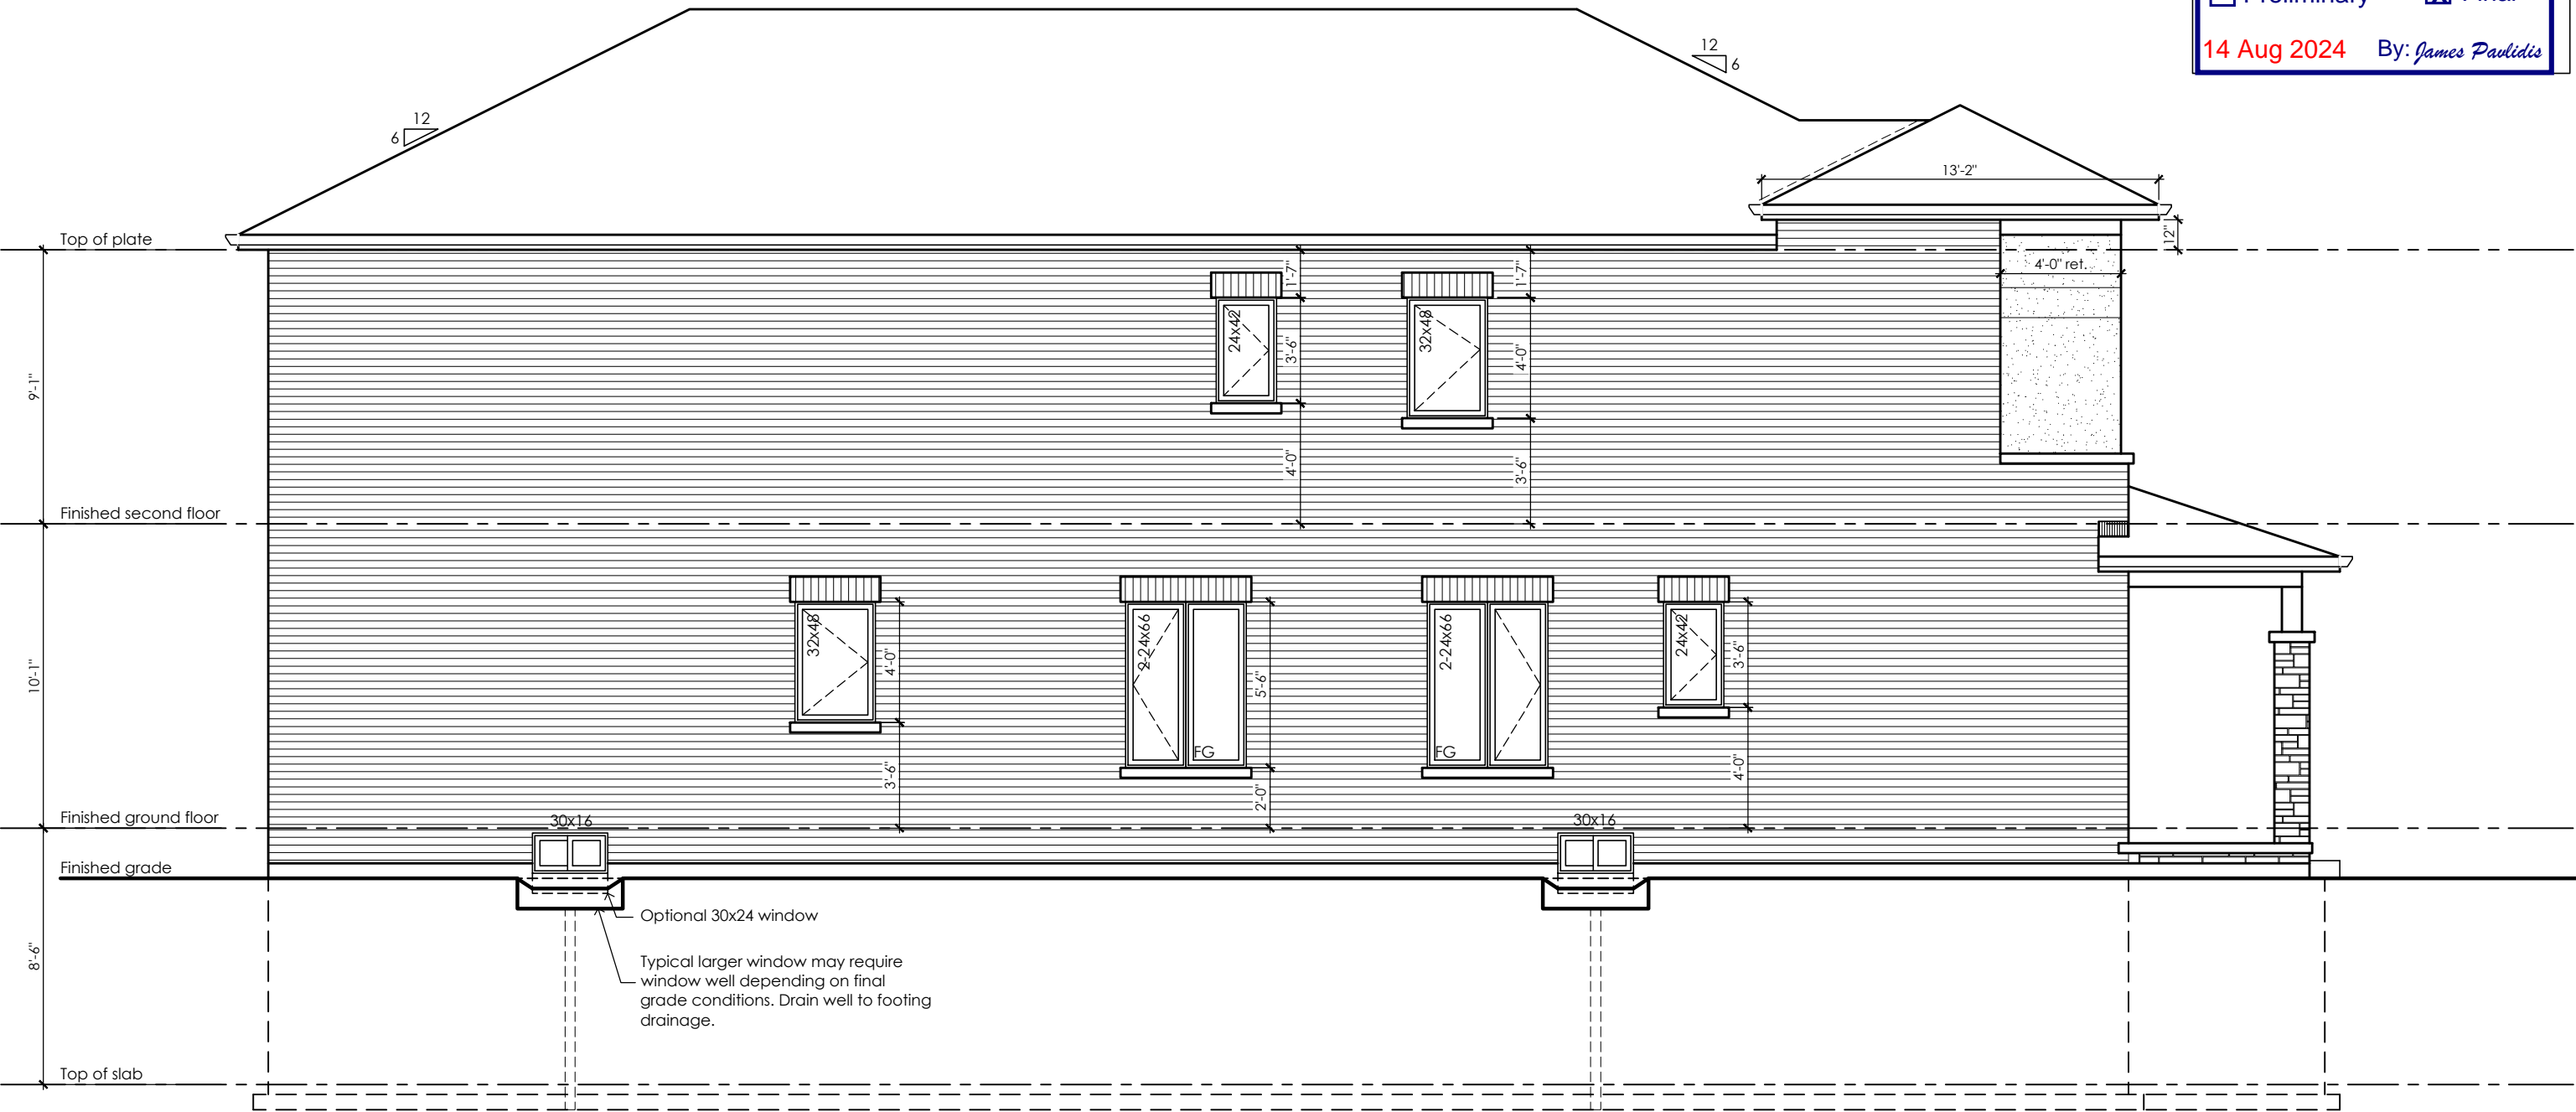 Preliminary
Final
14 Aug 2024
By: James Pavlidis
12
6
12
6
13'-2"
12"
Top of plate
4'-0" ret.
1'-7"
1'-7"
24x42
3'-6"
32x48
4'-0"
9'-1"
4'-0"
3'-6"
Finished second floor
32x48
4'-0"
2-24x66
5'-6"
2-24x66
24x42
3'-6"
10'-1"
FG
FG
3'-6"
2'-0"
4'-0"
Finished ground floor
30x16
30x16
Finished grade
Optional 30x24 window
8'-6"
Typical larger window may require
window well depending on final
grade conditions. Drain well to footing
drainage.
Top of slab